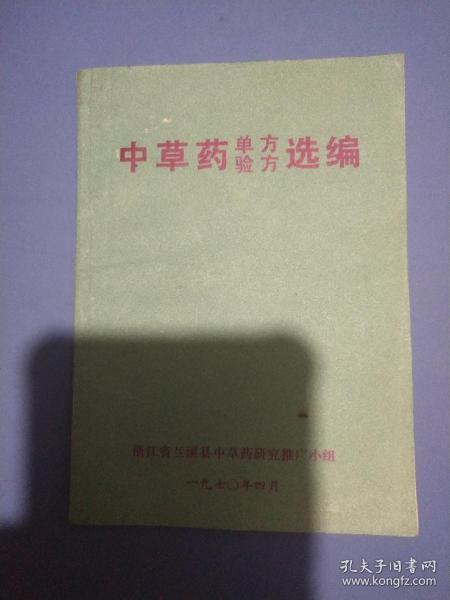 中草药单方验方选编
浙江省兰溪县中草药研究推广小组
一九七〇年四月
孔夫子旧书网
www.kongfz.com